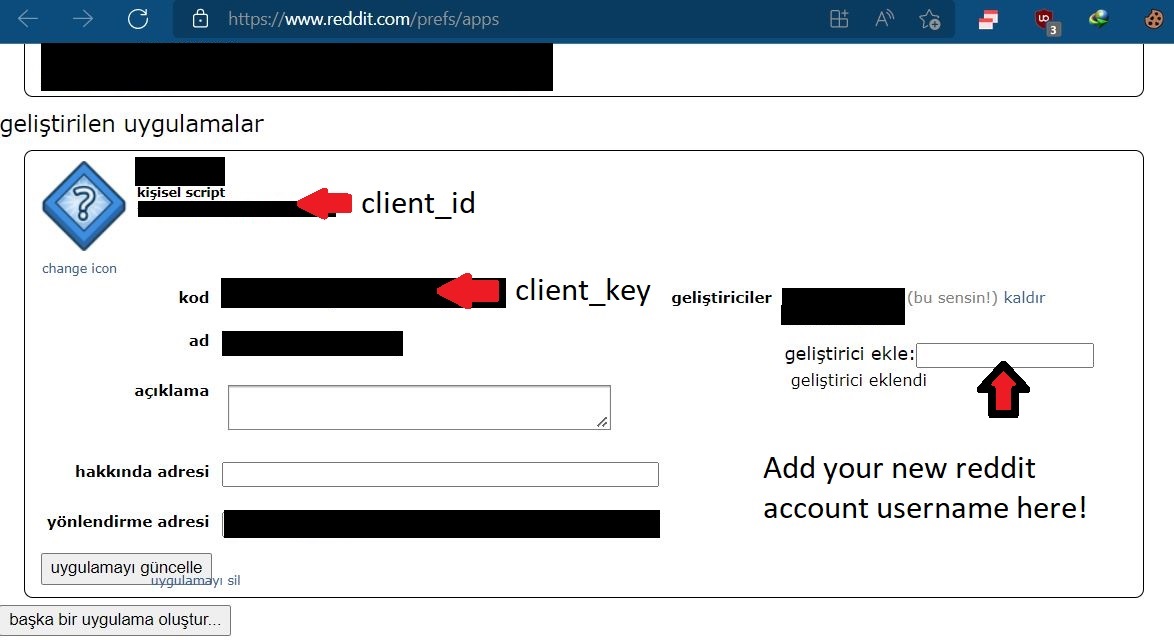 https://www.reddit.com/prefs/apps
3
geliştirilen uygulamalar
kişisel script
client_id
change icon
kod
client_key
geliştiriciler
(bu sensin!) kaldır
ad
geliştirici ekle:
geliştirici eklendi
açıklama
hakkında adresi
Add your new reddit
account username here!
yönlendirme adresi
uygulamayı güncelle
uygulamayı sil
başka bir uygulama oluştur...